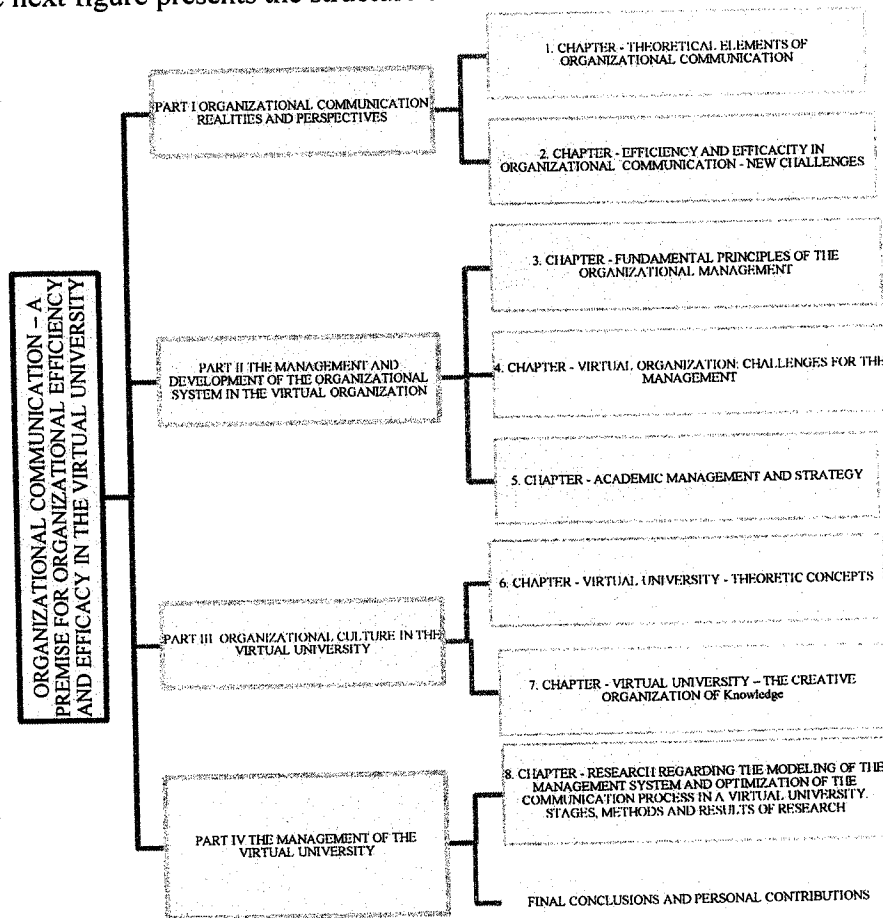 next figure presents the structure
ORGANIZATIONAL COMMUNICATION – A
PREMISE FOR ORGANIZATIONAL EFFICIENCY
AND EFFICACY IN THE VIRTUAL UNIVERSITY
PART I ORGANIZATIONAL COMMUNICATION
REALITIES AND PERSPECTIVES
1. CHAPTER - THEORETICAL ELEMENTS OF
ORGANIZATIONAL COMMUNICATION
2. CHAPTER - EFFICIENCY AND EFFICACITY IN
ORGANIZATIONAL COMMUNICATION - NEW CHALLENGES
PART II THE MANAGEMENT AND
DEVELOPMENT OF THE ORGANIZATIONAL
SYSTEM IN THE VIRTUAL ORGANIZATION
3. CHAPTER - FUNDAMENTAL PRINCIPLES OF THE
ORGANIZATIONAL MANAGEMENT
4. CHAPTER - VIRTUAL ORGANIZATION: CHALLENGES FOR THE
MANAGEMENT
5. CHAPTER - ACADEMIC MANAGEMENT AND STRATEGY
PART III ORGANIZATIONAL CULTURE IN THE
VIRTUAL UNIVERSITY
6. CHAPTER - VIRTUAL UNIVERSITY - THEORETIC CONCEPTS
7. CHAPTER - VIRTUAL UNIVERSITY – THE CREATIVE
ORGANIZATION OF Knowledge
PART IV THE MANAGEMENT OF THE
VIRTUAL UNIVERSITY
8. CHAPTER - RESEARCH REGARDING THE MODELING OF THE
MANAGEMENT SYSTEM AND OPTIMIZATION OF THE
COMMUNICATION PROCESS IN A VIRTUAL UNIVERSITY.
STAGES, METHODS AND RESULTS OF RESEARCH
FINAL CONCLUSIONS AND PERSONAL CONTRIBUTIONS